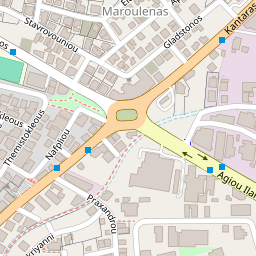 Maroulenas
Stavrovouniou
Gladstonos
Kantaras
Nafpliou
Themistokleous
Agiou Ilar
Praxandrou